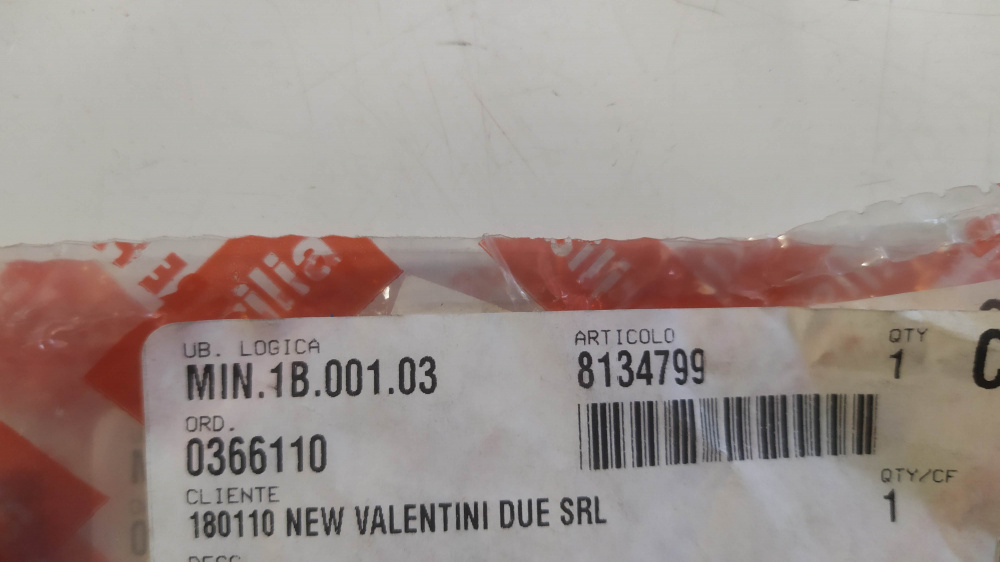 UB. LOGICA
MIN.1B.001.03
ORD.
0366110
CLIENTE
180110 NEW VALENTINI DUE SRL
ARTICOLO
8134799
QTY
1
QTY/CF
1